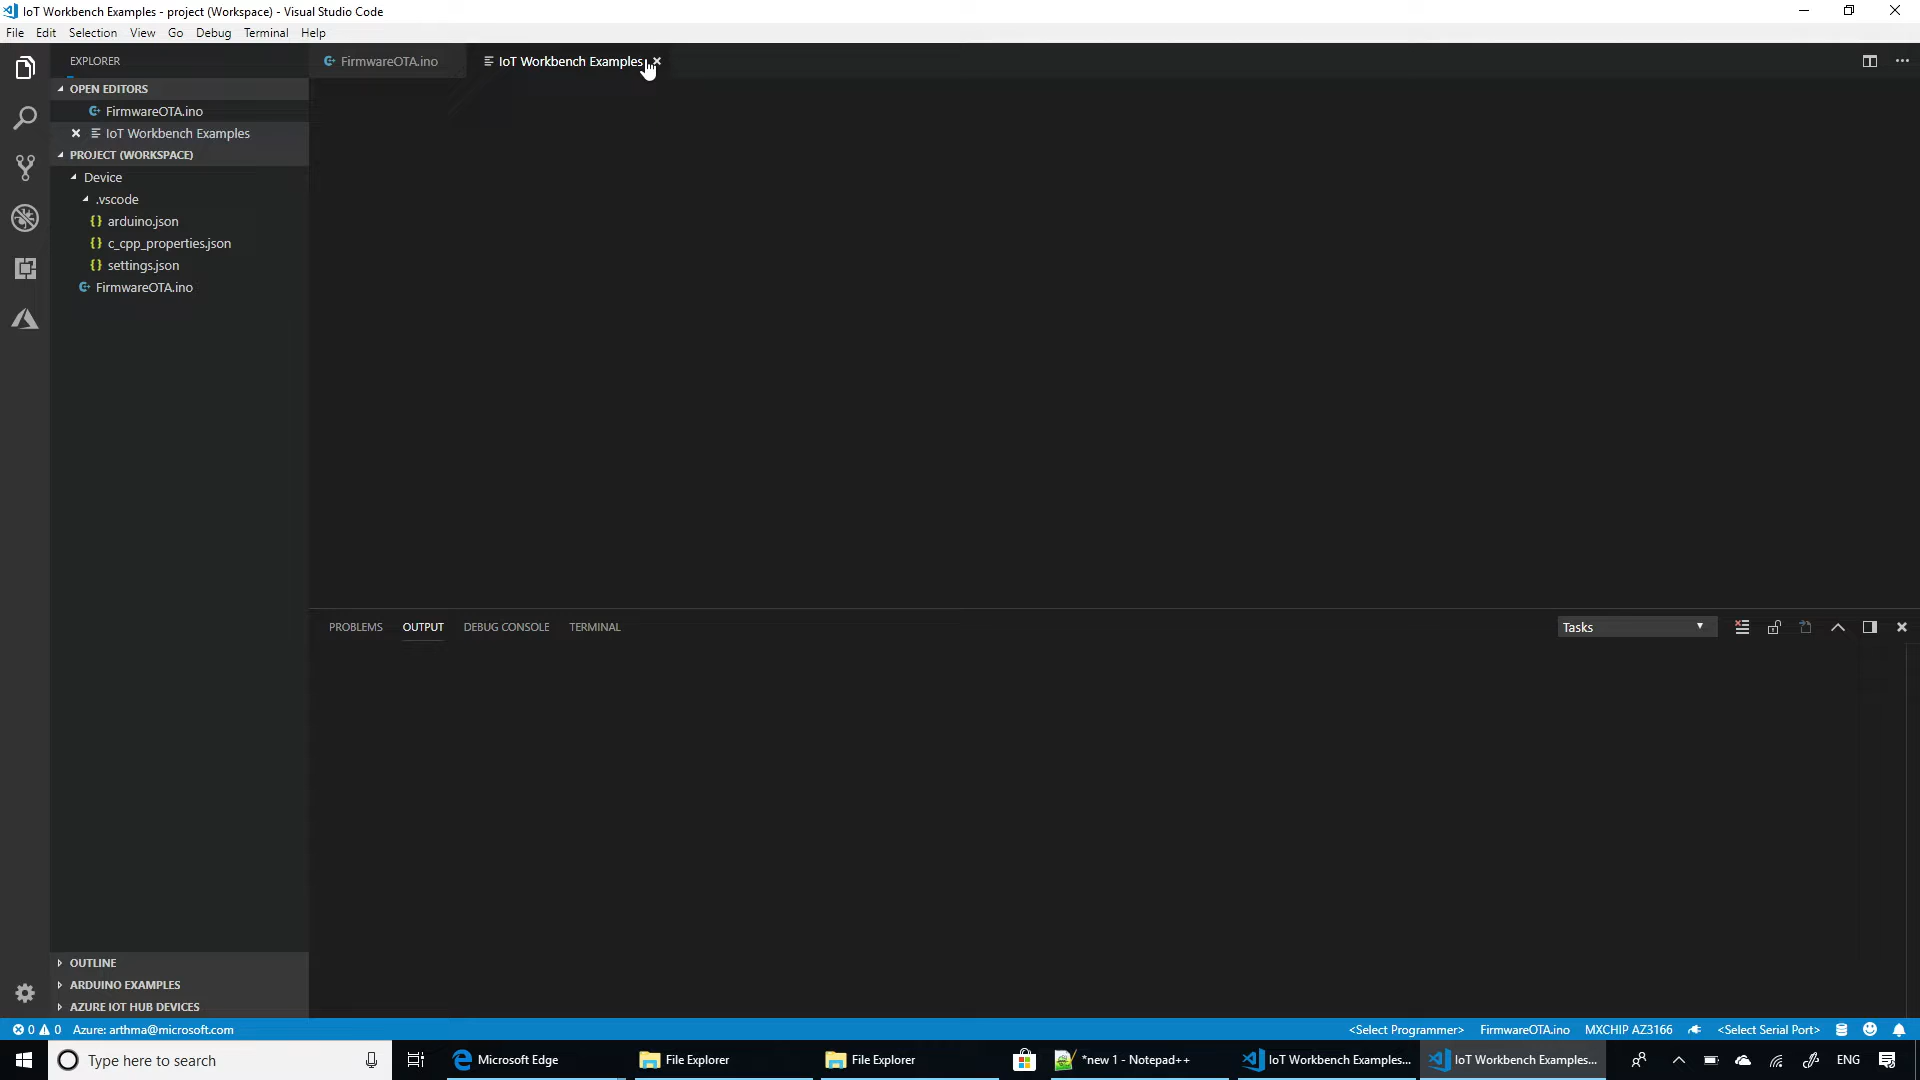 IoT Workbench Examples - project (Workspace) - Visual Studio Code
File Edit Selection View Go Debug Terminal Help
EXPLORER
FirmwareOTA.ino
IoT Workbench Examples
OPEN EDITORS
FirmwareOTA.ino
IoT Workbench Examples
PROJECT (WORKSPACE)
Device
.vscode
arduino.json
c_cpp_properties.json
settings.json
FirmwareOTA.ino
PROBLEMS OUTPUT DEBUG CONSOLE TERMINAL
Tasks
OUTLINE
ARDUINO EXAMPLES
AZURE IOT HUB DEVICES
0 0 Azure: arthma@microsoft.com
<Select Programmer> FirmwareOTA.ino MXCHIP AZ3166 <Select Serial Port>
Type here to search
Microsoft Edge
File Explorer
File Explorer
*new 1 - Notepad++
IoT Workbench Examples...
IoT Workbench Examples...
ENG